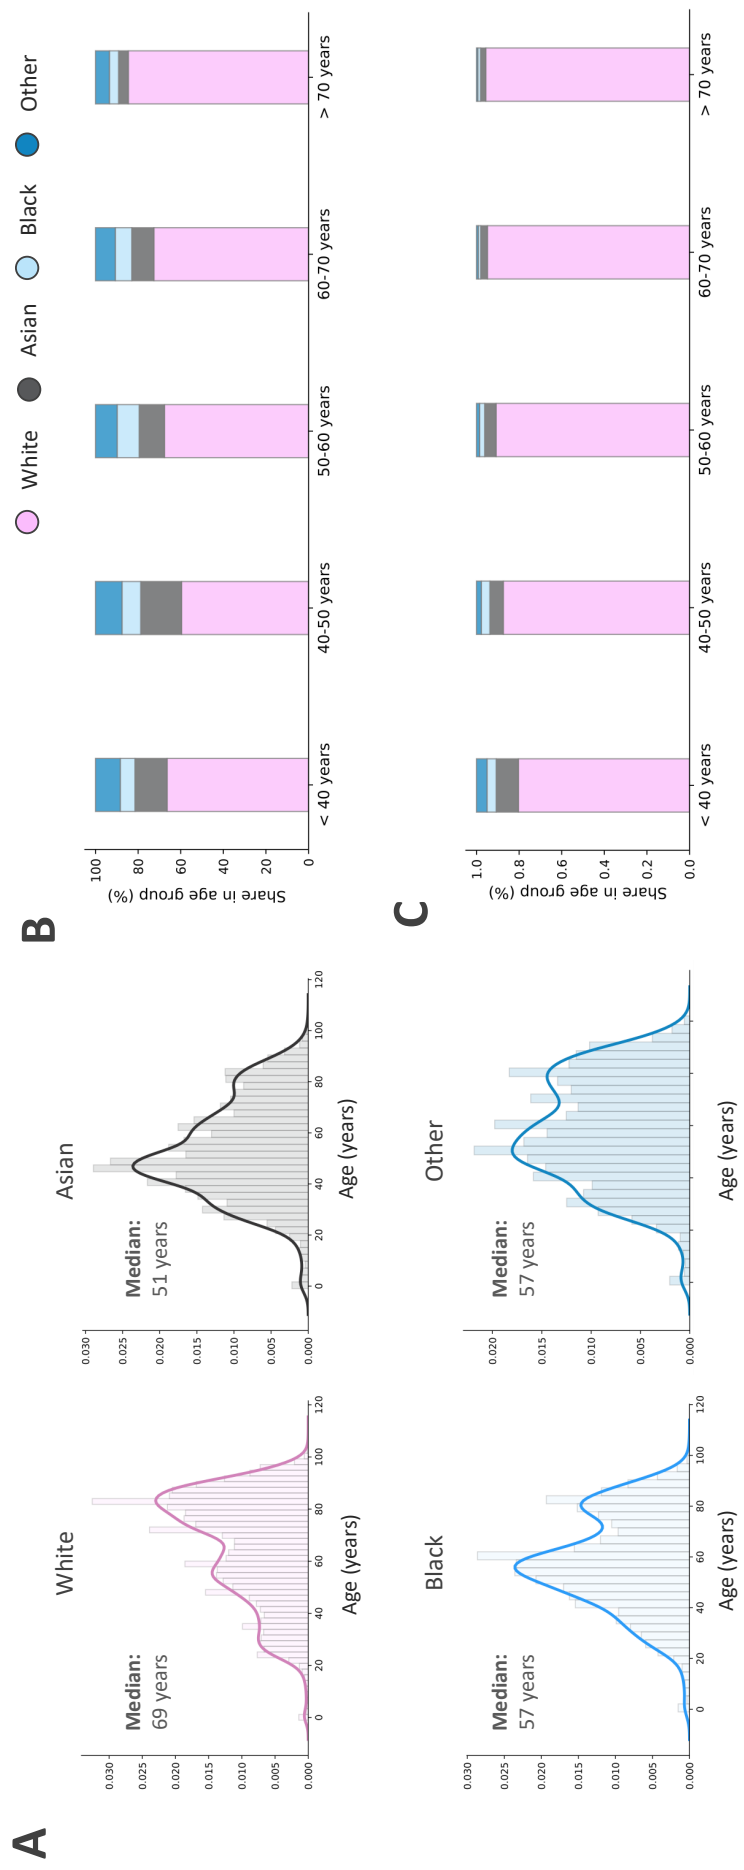 A
White
Median:
69 years
0.030
0.025
0.020
0.015
0.010
0.005
0.000
0
20
40
60
80
100
120
Age (years)
Asian
Median:
51 years
0.030
0.025
0.020
0.015
0.010
0.005
0.000
0
20
40
60
80
100
120
Age (years)
Black
Median:
57 years
0.030
0.025
0.020
0.015
0.010
0.005
0.000
0
20
40
60
80
100
120
Age (years)
Other
Median:
57 years
0.020
0.015
0.010
0.005
0.000
Age (years)
White
Asian
Black
Other
B
Share in age group (%)
100
80
60
40
20
0
< 40 years
40-50 years
50-60 years
60-70 years
> 70 years
C
Share in age group (%)
1.0
0.8
0.6
0.4
0.2
0.0
< 40 years
40-50 years
50-60 years
60-70 years
> 70 years